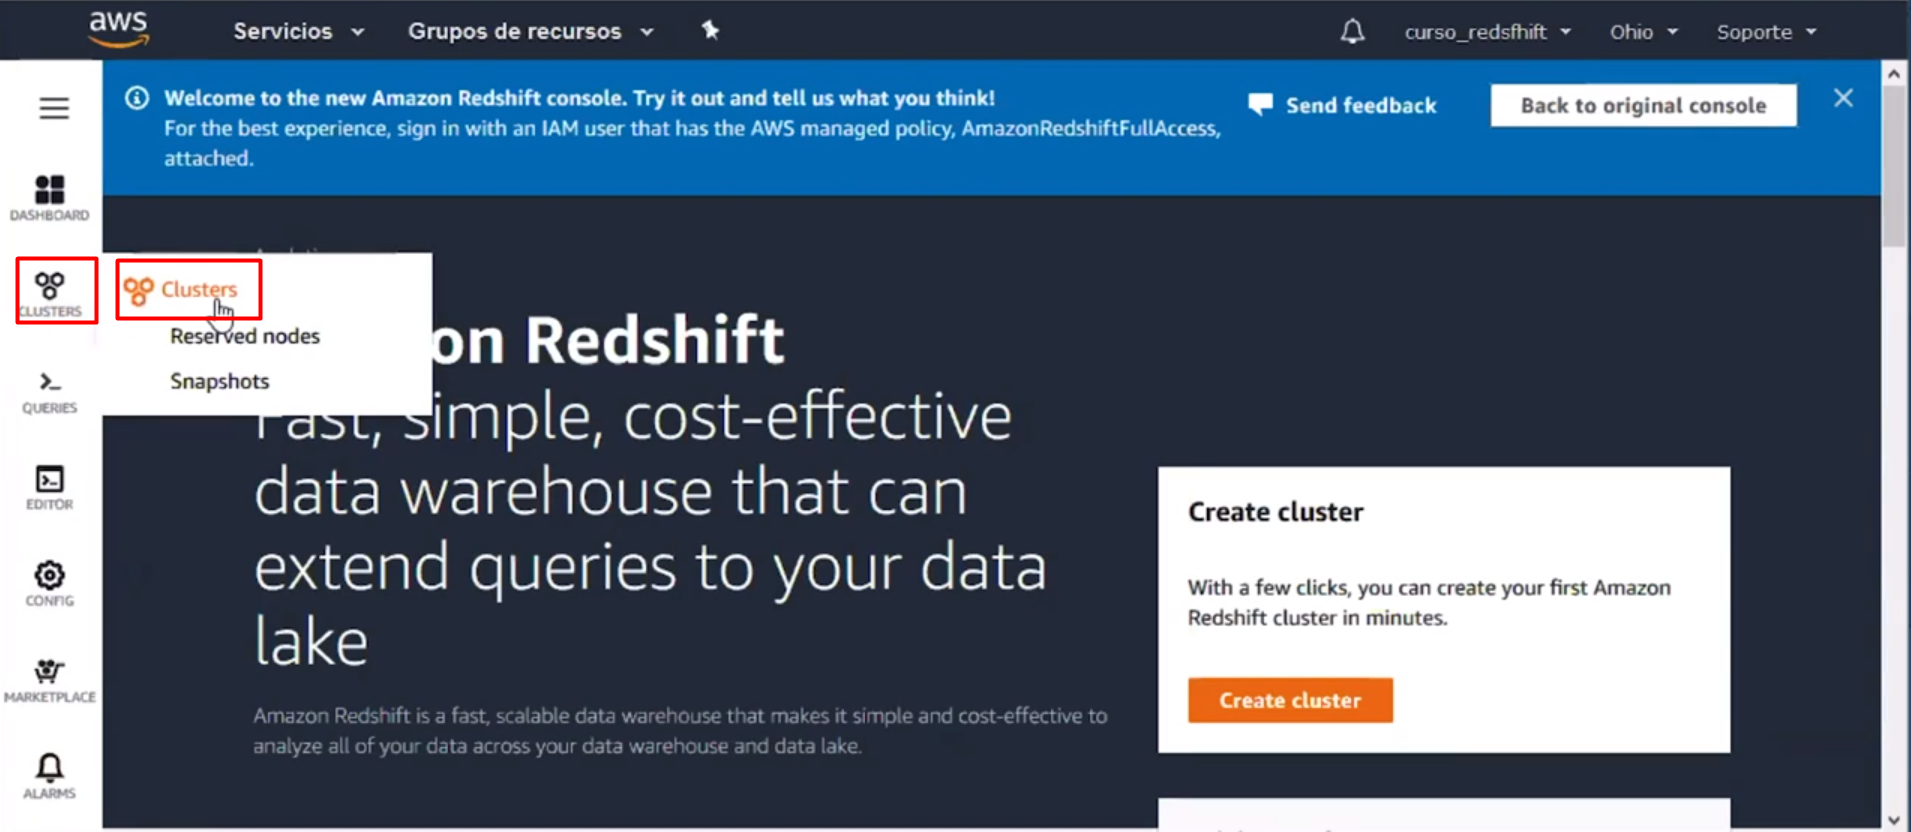 aws
Servicios
Grupos de recursos
curso_redsfhift
Ohio
Soporte
Welcome to the new Amazon Redshift console. Try it out and tell us what you think!
For the best experience, sign in with an IAM user that has the AWS managed policy, AmazonRedshiftFullAccess,
attached.
Send feedback
Back to original console
DASHBOARD
CLUSTERS
Clusters
Reserved nodes
Snapshots
QUERIES
EDITOR
CONFIG
MARKETPLACE
ALARMS
on Redshift
Fast, simple, cost-effective
data warehouse that can
extend queries to your data
lake
Amazon Redshift is a fast, scalable data warehouse that makes it simple and cost-effective to
analyze all of your data across your data warehouse and data lake.
Create cluster
With a few clicks, you can create your first Amazon
Redshift cluster in minutes.
Create cluster